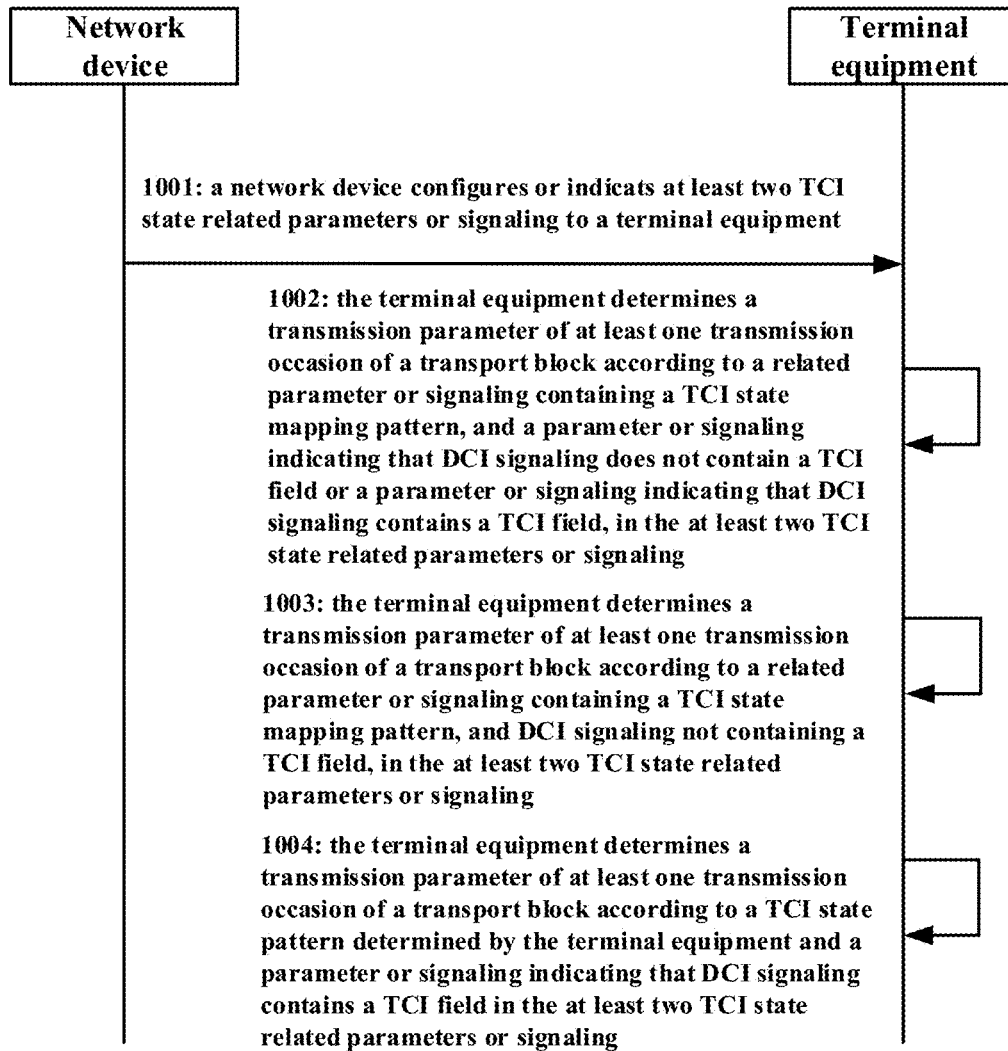 Network
device
Terminal
equipment
1001: a network device configures or indicats at least two TCI
state related parameters or signaling to a terminal equipment
1002: the terminal equipment determines a
transmission parameter of at least one transmission
occasion of a transport block according to a related
parameter or signaling containing a TCI state
mapping pattern, and a parameter or signaling
indicating that DCI signaling does not contain a TCI
field or a parameter or signaling indicating that DCI
signaling contains a TCI field, in the at least two TCI
state related parameters or signaling
1003: the terminal equipment determines a
transmission parameter of at least one transmission
occasion of a transport block according to a related
parameter or signaling containing a TCI state
mapping pattern, and DCI signaling not containing a
TCI field, in the at least two TCI state related
parameters or signaling
1004: the terminal equipment determines a
transmission parameter of at least one transmission
occasion of a transport block according to a TCI state
pattern determined by the terminal equipment and a
parameter or signaling indicating that DCI signaling
contains a TCI field in the at least two TCI state
related parameters or signaling